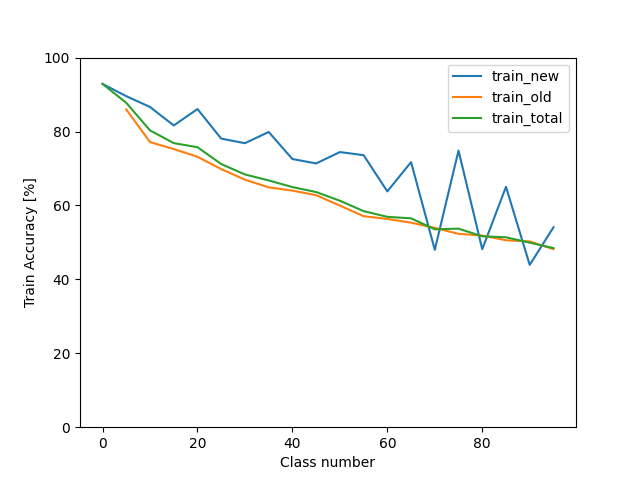 100
80
60
40
20
0
Train Accuracy [%]
train_new
train_old
train_total
0 20 40 60 80
Class number